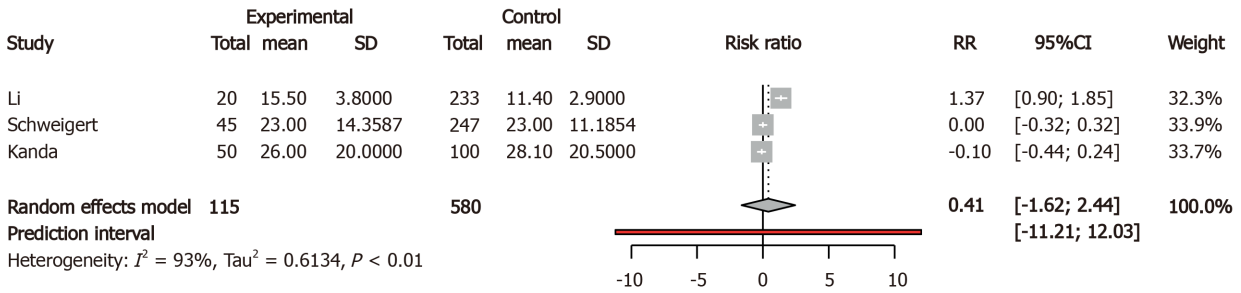 Experimental Control
Study Total mean SD Total mean SD Risk ratio RR 95%CI Weight
Li 20 15.50 3.8000 233 11.40 2.9000 1.37 [0.90; 1.85] 32.3%
Schweigert 45 23.00 14.3587 247 23.00 11.1854 0.00 [-0.32; 0.32] 33.9%
Kanda 50 26.00 20.0000 100 28.10 20.5000 -0.10 [-0.44; 0.24] 33.7%
Random effects model 115 580 0.41 [-1.62; 2.44] 100.0%
Prediction interval [-11.21; 12.03]
Heterogeneity: I² = 93%, Tau² = 0.6134, P < 0.01
-10 -5 0 5 10